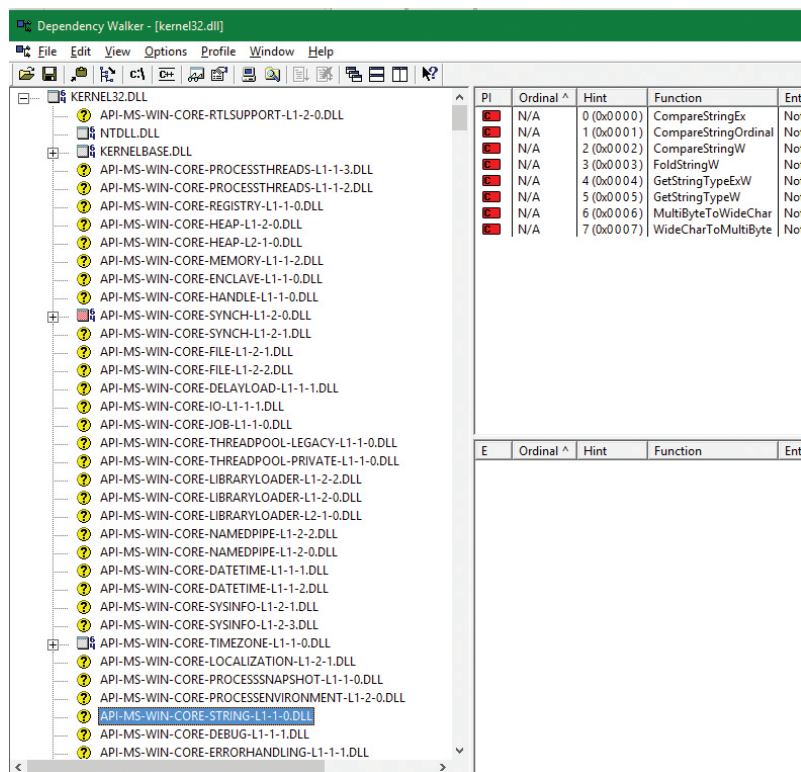 Dependency Walker - [kernel32.dll]
File Edit View Options Profile Window Help
c:\ C++
KERNEL32.DLL
API-MS-WIN-CORE-RTLSUPPORT-L1-2-0.DLL
NTDLL.DLL
KERNELBASE.DLL
API-MS-WIN-CORE-PROCESSTHREADS-L1-1-3.DLL
API-MS-WIN-CORE-PROCESSTHREADS-L1-1-2.DLL
API-MS-WIN-CORE-REGISTRY-L1-1-0.DLL
API-MS-WIN-CORE-HEAP-L1-2-0.DLL
API-MS-WIN-CORE-HEAP-L2-1-0.DLL
API-MS-WIN-CORE-MEMORY-L1-1-2.DLL
API-MS-WIN-CORE-ENCLAVE-L1-1-0.DLL
API-MS-WIN-CORE-HANDLE-L1-1-0.DLL
API-MS-WIN-CORE-SYNCH-L1-2-0.DLL
API-MS-WIN-CORE-SYNCH-L1-2-1.DLL
API-MS-WIN-CORE-FILE-L1-2-1.DLL
API-MS-WIN-CORE-FILE-L1-2-2.DLL
API-MS-WIN-CORE-DELAYLOAD-L1-1-1.DLL
API-MS-WIN-CORE-IO-L1-1-1.DLL
API-MS-WIN-CORE-JOB-L1-1-0.DLL
API-MS-WIN-CORE-THREADPOOL-LEGACY-L1-1-0.DLL
API-MS-WIN-CORE-THREADPOOL-PRIVATE-L1-1-0.DLL
API-MS-WIN-CORE-LIBRARYLOADER-L1-2-2.DLL
API-MS-WIN-CORE-LIBRARYLOADER-L1-2-0.DLL
API-MS-WIN-CORE-LIBRARYLOADER-L2-1-0.DLL
API-MS-WIN-CORE-NAMEDPIPE-L1-2-2.DLL
API-MS-WIN-CORE-NAMEDPIPE-L1-2-0.DLL
API-MS-WIN-CORE-DATETIME-L1-1-1.DLL
API-MS-WIN-CORE-DATETIME-L1-1-2.DLL
API-MS-WIN-CORE-SYSINFO-L1-2-1.DLL
API-MS-WIN-CORE-SYSINFO-L1-2-3.DLL
API-MS-WIN-CORE-TIMEZONE-L1-1-0.DLL
API-MS-WIN-CORE-LOCALIZATION-L1-2-1.DLL
API-MS-WIN-CORE-PROCESSSNAPSHOT-L1-1-0.DLL
API-MS-WIN-CORE-PROCESSENVIRONMENT-L1-2-0.DLL
API-MS-WIN-CORE-STRING-L1-1-0.DLL
API-MS-WIN-CORE-DEBUG-L1-1-1.DLL
API-MS-WIN-CORE-ERRORHANDLING-L1-1-1.DLL
PI Ordinal ^ Hint Function Ent
C N/A 0 (0x0000) CompareStringEx No
C N/A 1 (0x0001) CompareStringOrdinal No
C N/A 2 (0x0002) CompareStringW No
C N/A 3 (0x0003) FoldStringW No
C N/A 4 (0x0004) GetStringTypeExW No
C N/A 5 (0x0005) GetStringTypeW No
C N/A 6 (0x0006) MultiByteToWideChar No
C N/A 7 (0x0007) WideCharToMultiByte No
E Ordinal ^ Hint Function Ent